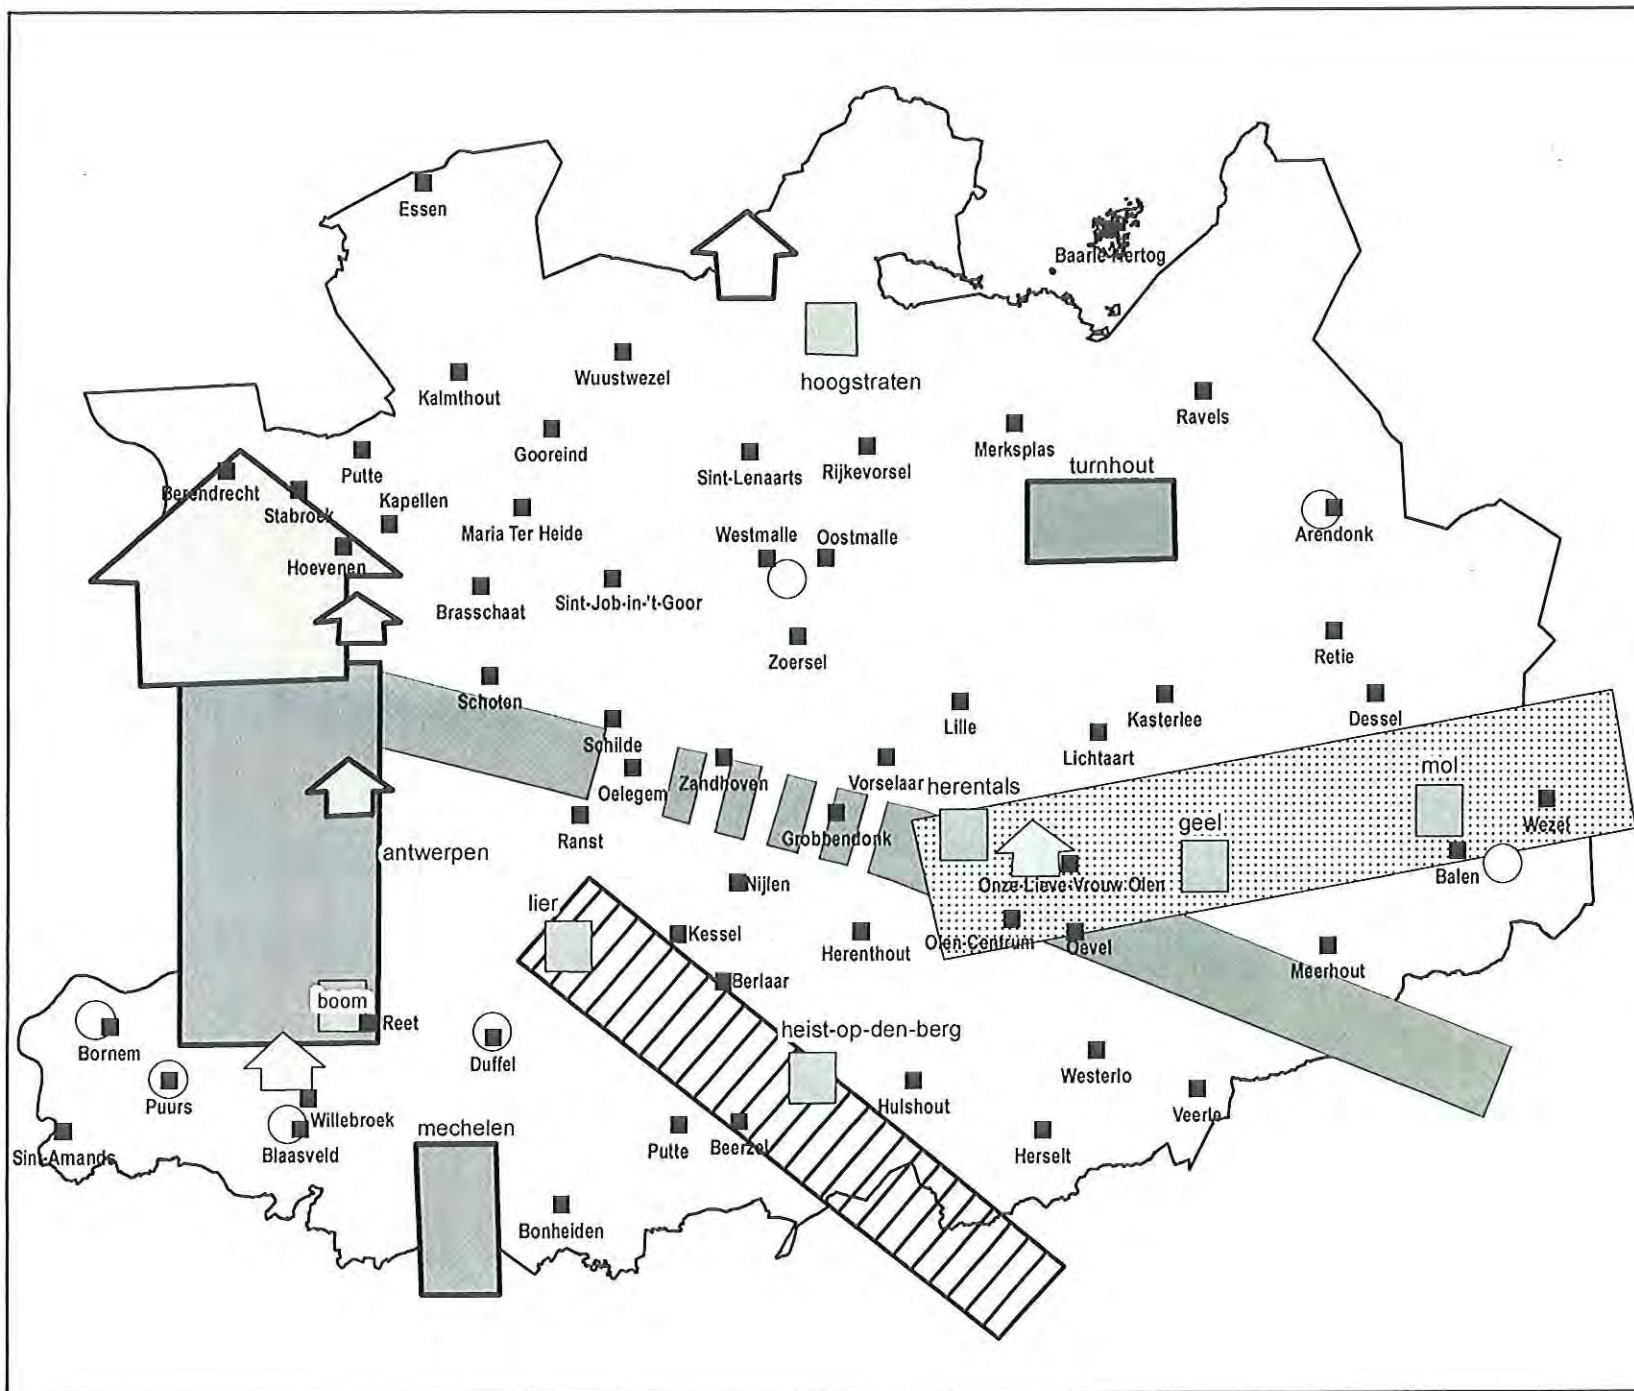 Essen
Baarle-Hertog
Wuustwezel
hoogstraten
Kalmthout
Ravels
Gooreind
Merksplas
Putte
Sint-Lenaarts
Rijkevorsel
turnhout
Berendrecht
Kapellen
Stabroek
Maria Ter Heide
Westmalle
Oostmalle
Arendonk
Hoevenen
Brasschaat
Sint-Job-in-'t-Goor
Zoersel
Retie
Schoten
Lille
Kasterlee
Dessel
Schilde
Lichtaart
Zandhoven
Vorselaar
herentals
mol
Oelegem
Ranst
Grobbendonk
geel
Wezel
antwerpen
Nijlen
Onze-Lieve-Vrouw Olen
Balen
lier
Kessel
Herenthout
Olen-Centrum
Oevel
Meerhout
Berlaar
boom
Reet
heist-op-den-berg
Bornem
Duffel
Westerlo
Puurs
Willebroek
Hulshout
Veerle
mechelen
Sint-Amands
Blaasveld
Putte
Beerzel
Herselt
Bonheiden